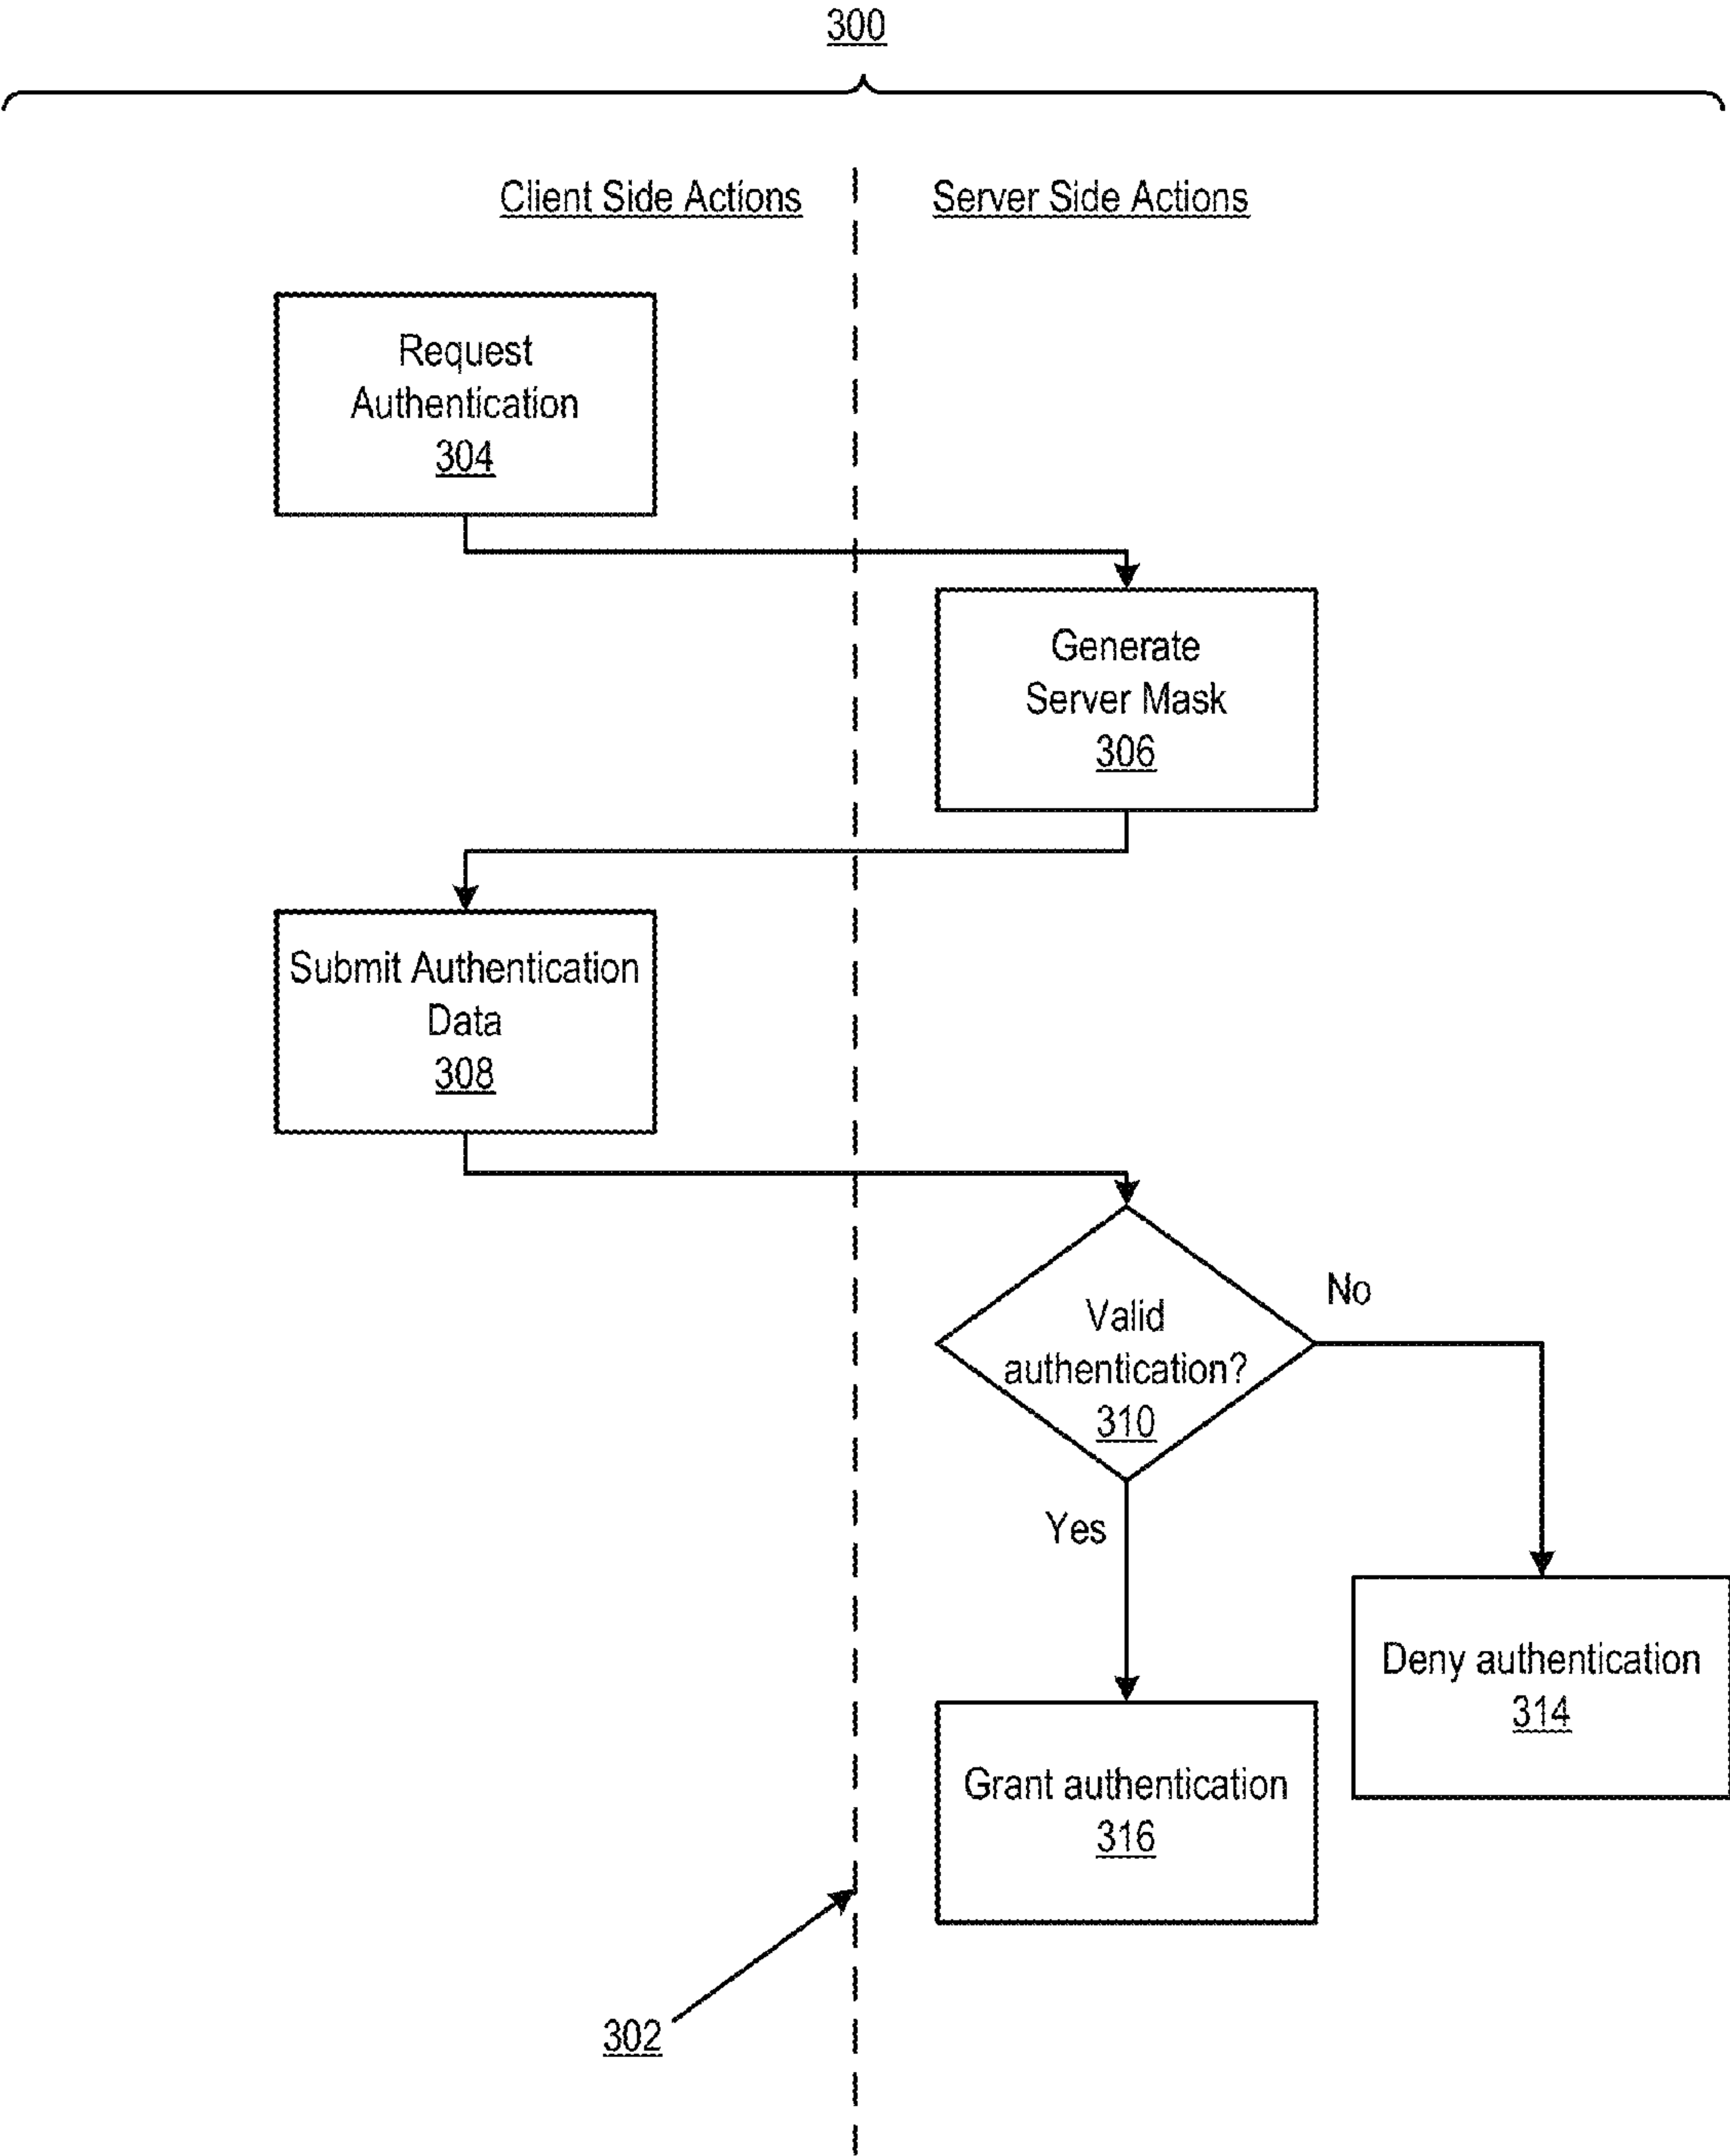 300
Client Side Actions
Server Side Actions
Request
Authentication
304
Generate
Server Mask
306
Submit Authentication
Data
308
Valid
authentication?
310
No
Yes
Deny authentication
314
Grant authentication
316
302